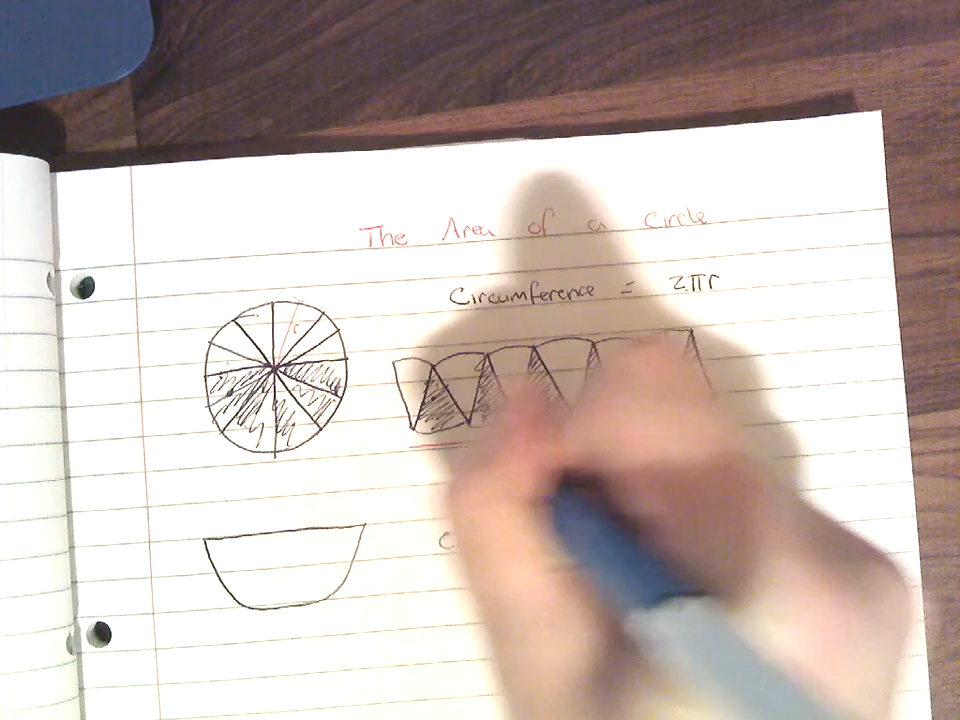 The Area of a Circle
Circumference = 2πr
r